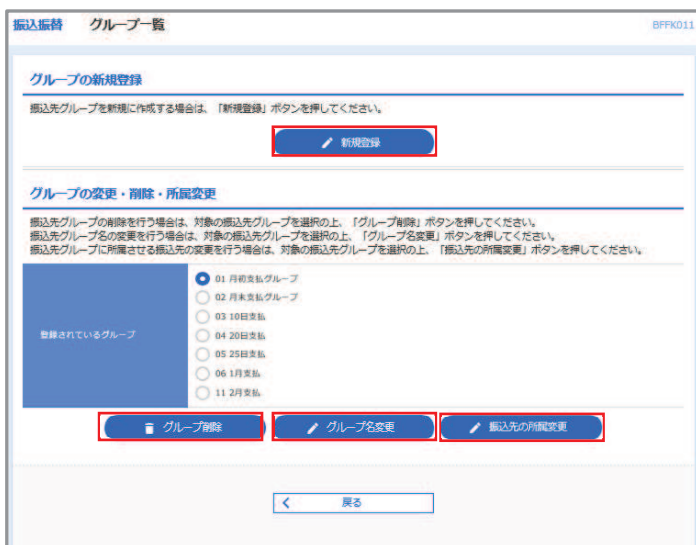 振込振替 グループ一覧 BFFK011
グループの新規登録
振込先グループを新規に作成する場合は、「新規登録」ボタンを押してください。
新規登録
グループの変更・削除・所属変更
振込先グループの削除を行う場合は、対象の振込先グループを選択の上、「グループ削除」ボタンを押してください。
振込先グループ名の変更を行う場合は、対象の振込先グループを選択の上、「グループ名変更」ボタンを押してください。
振込先グループに所属させる振込先の変更を行う場合は、対象の振込先グループを選択の上、「振込先の所属変更」ボタンを押してください。
登録されているグループ
01 月初支払グループ
02 月末支払グループ
03 10日支払
04 20日支払
05 25日支払
06 1月支払
11 2月支払
グループ削除 グループ名変更 振込先の所属変更
戻る